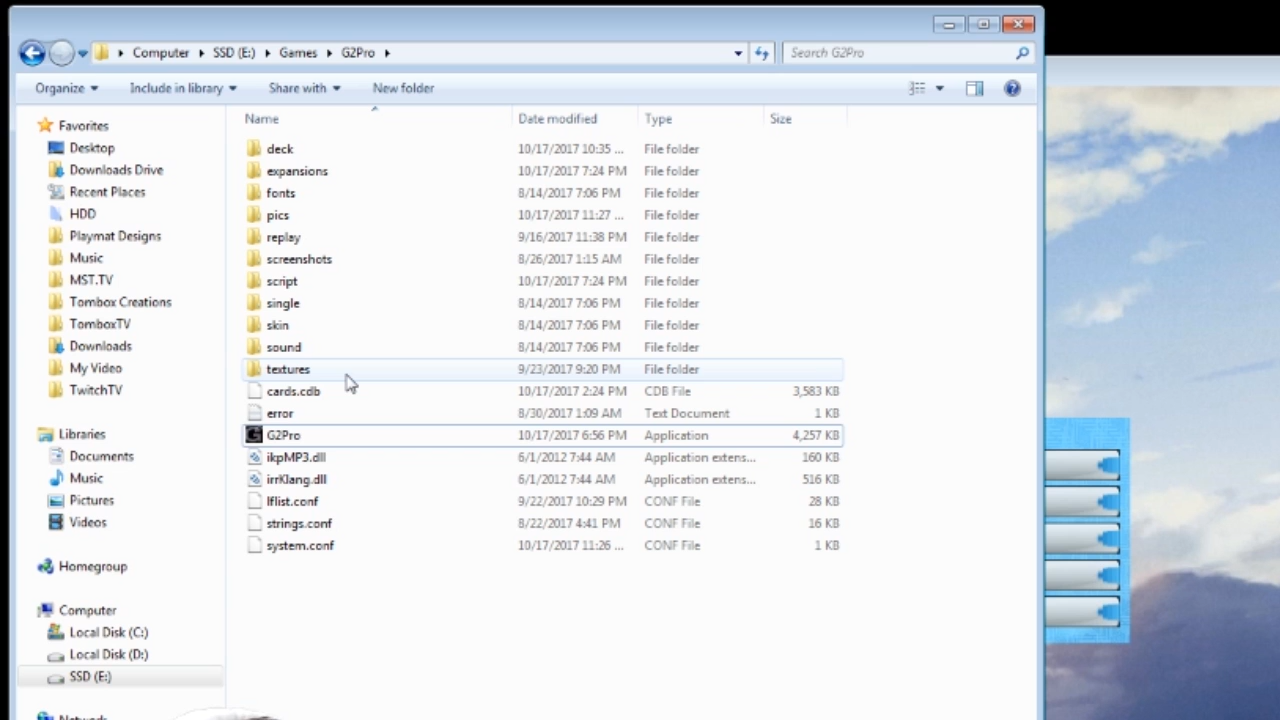 Computer SSD (E:) Games G2Pro
Search G2Pro
Organize Include in library Share with New folder
Name Date modified Type Size
Favorites
Desktop
Downloads Drive
Recent Places
HDD
Playmat Designs
Music
MST.TV
Tombox Creations
TomboxTV
Downloads
My Video
TwitchTV
Libraries
Documents
Music
Pictures
Videos
Homegroup
Computer
Local Disk (C:)
Local Disk (D:)
SSD (E:)
Network
deck 10/17/2017 10:35 ... File folder
expansions 10/17/2017 7:24 PM File folder
fonts 8/14/2017 7:06 PM File folder
pics 10/17/2017 11:27 ... File folder
replay 9/16/2017 11:38 PM File folder
screenshots 8/26/2017 1:15 AM File folder
script 10/17/2017 7:24 PM File folder
single 8/14/2017 7:06 PM File folder
skin 8/14/2017 7:06 PM File folder
sound 8/14/2017 7:06 PM File folder
textures 9/23/2017 9:20 PM File folder
cards.cdb 10/17/2017 2:24 PM CDB File 3,583 KB
error 8/30/2017 1:09 AM Text Document 1 KB
G2Pro 10/17/2017 6:56 PM Application 4,257 KB
ikpMP3.dll 6/1/2012 7:44 AM Application extens... 160 KB
irrKlang.dll 6/1/2012 7:44 AM Application extens... 516 KB
lflist.conf 9/22/2017 10:29 PM CONF File 28 KB
strings.conf 8/22/2017 4:41 PM CONF File 16 KB
system.conf 10/17/2017 11:26 ... CONF File 1 KB